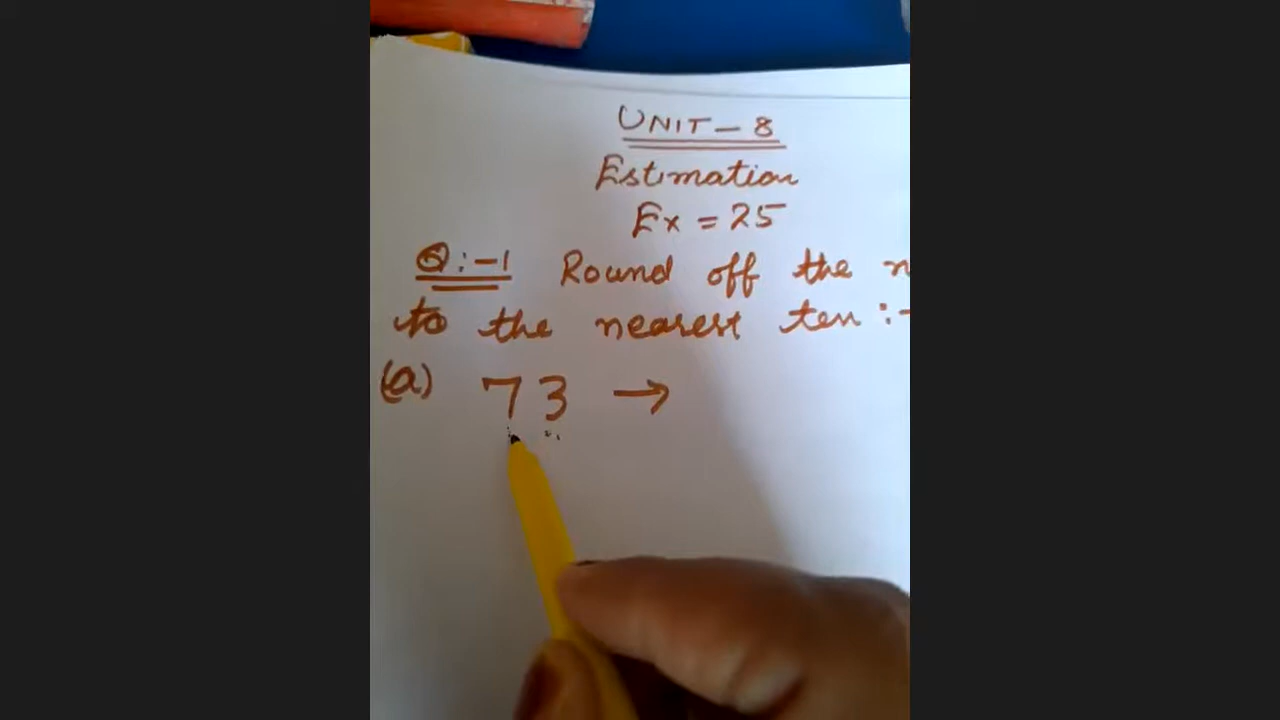 UNIT - 8
Estimation
Ex = 25
Q:-1 Round off the
to the nearest ten :-
(a) 73 →